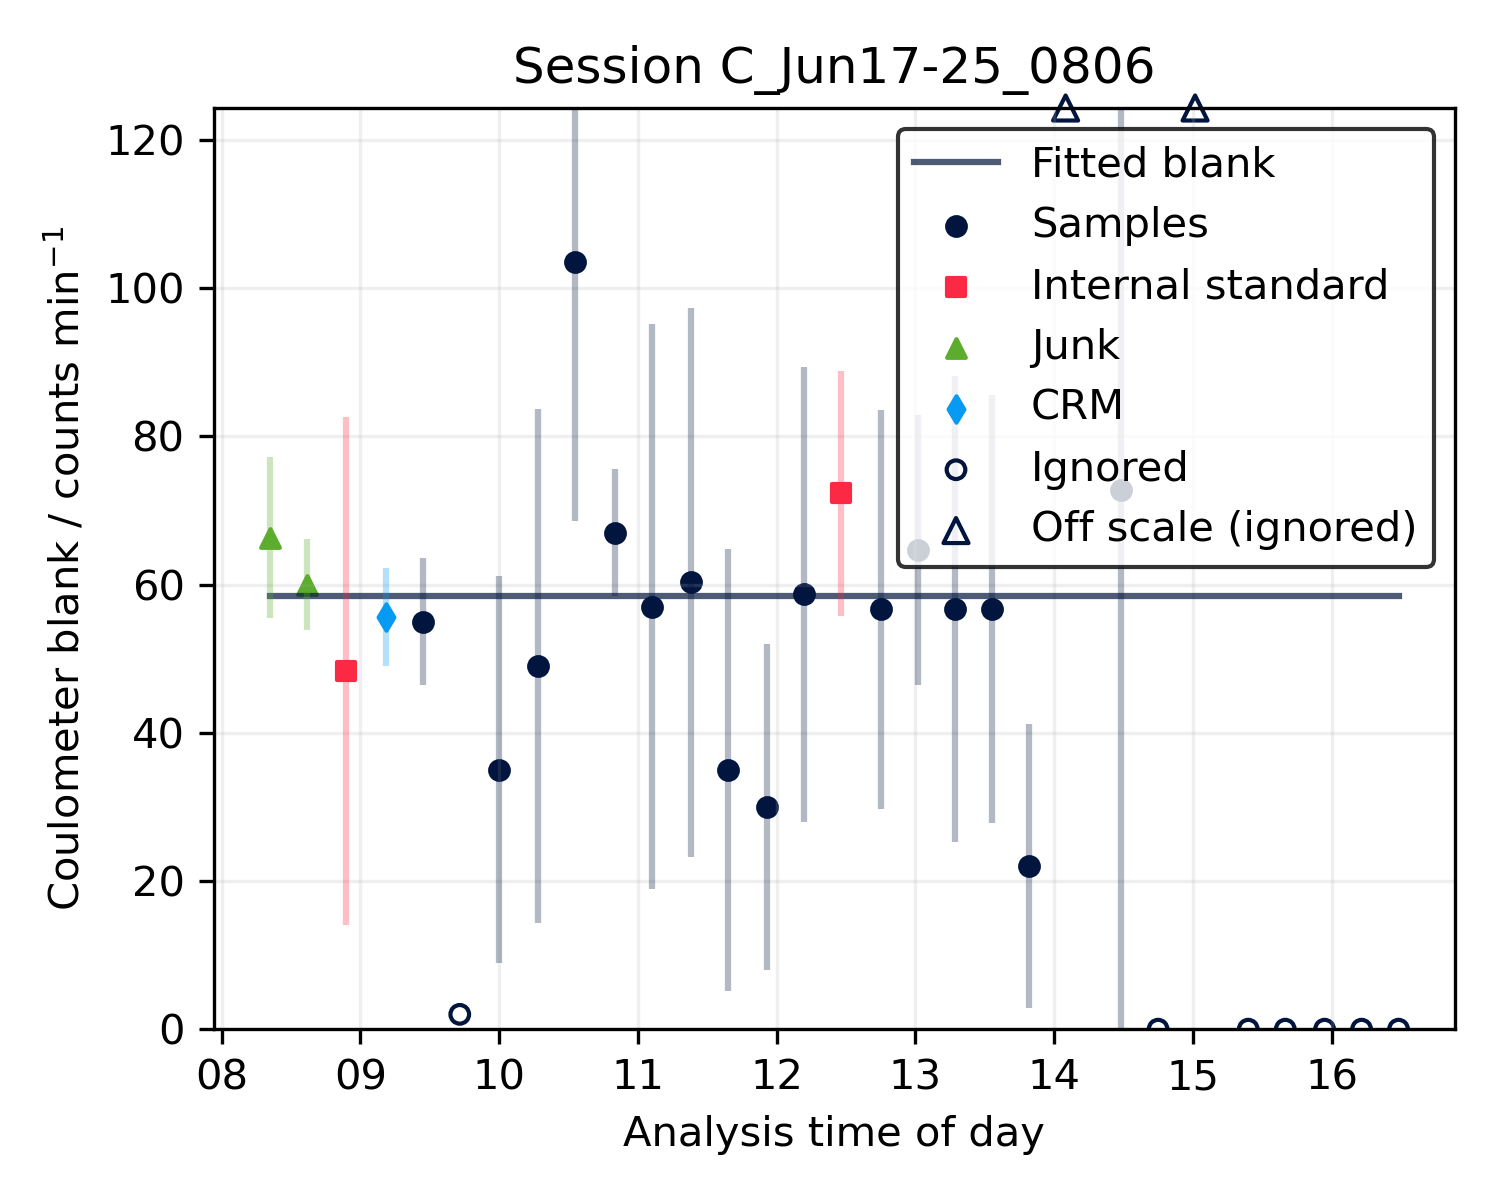 Session C_Jun17-25_0806
Coulometer blank / counts min⁻¹
120
100
80
60
40
20
0
Fitted blank
Samples
Internal standard
Junk
CRM
Ignored
Off scale (ignored)
08 09 10 11 12 13 14 15 16
Analysis time of day